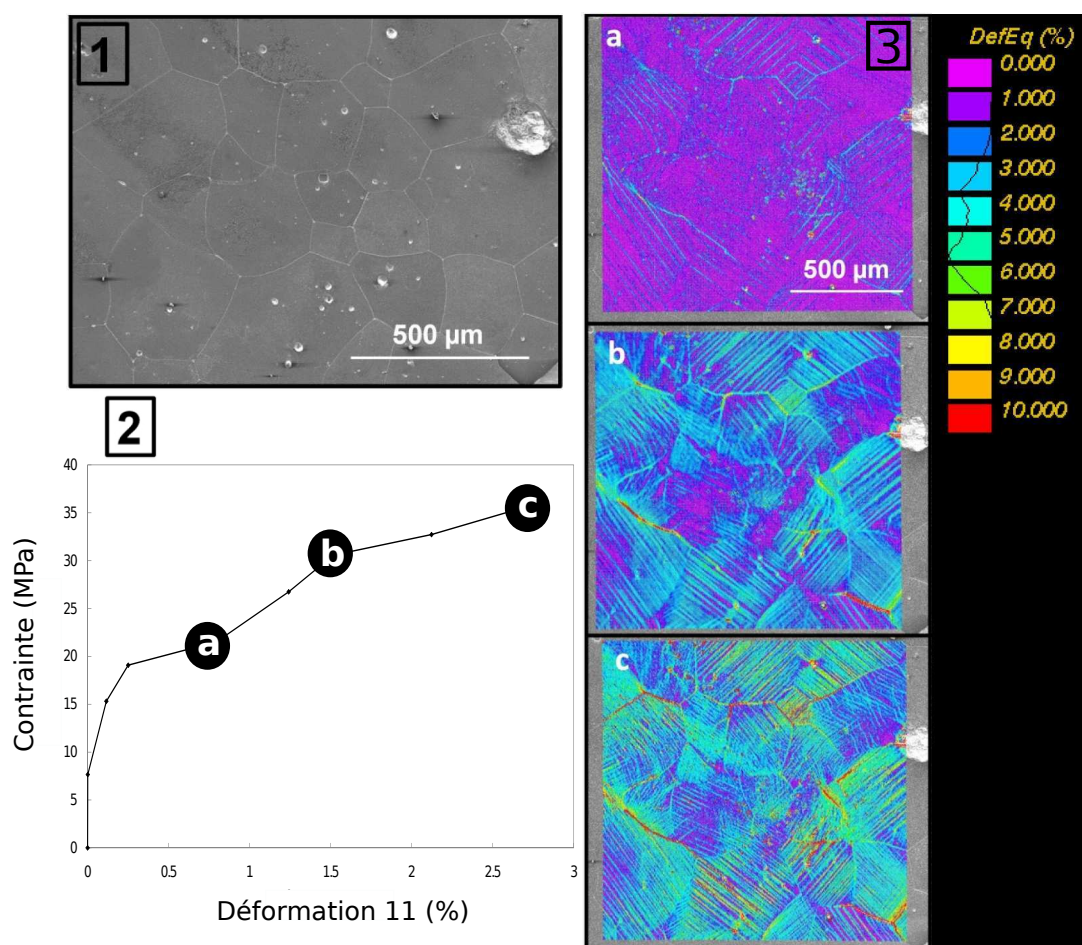 1
500 µm
2
40
35
30
25
20
15
10
5
0
0
0.5
1
1.5
2
2.5
3
a
b
c
Contrainte (MPa)
Déformation 11 (%)
3
a
500 µm
b
c
DefEq (%)
0.000
1.000
2.000
3.000
4.000
5.000
6.000
7.000
8.000
9.000
10.000